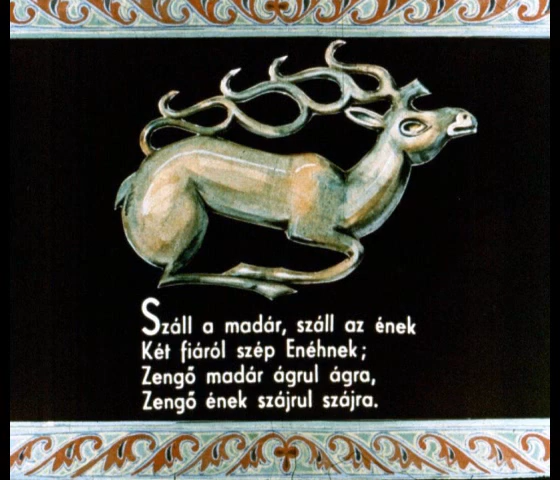 Száll a madár, száll az ének
Két fiáról szép Enéhnek;
Zengő madár ágrul ágra,
Zengő ének szájrul szájra.